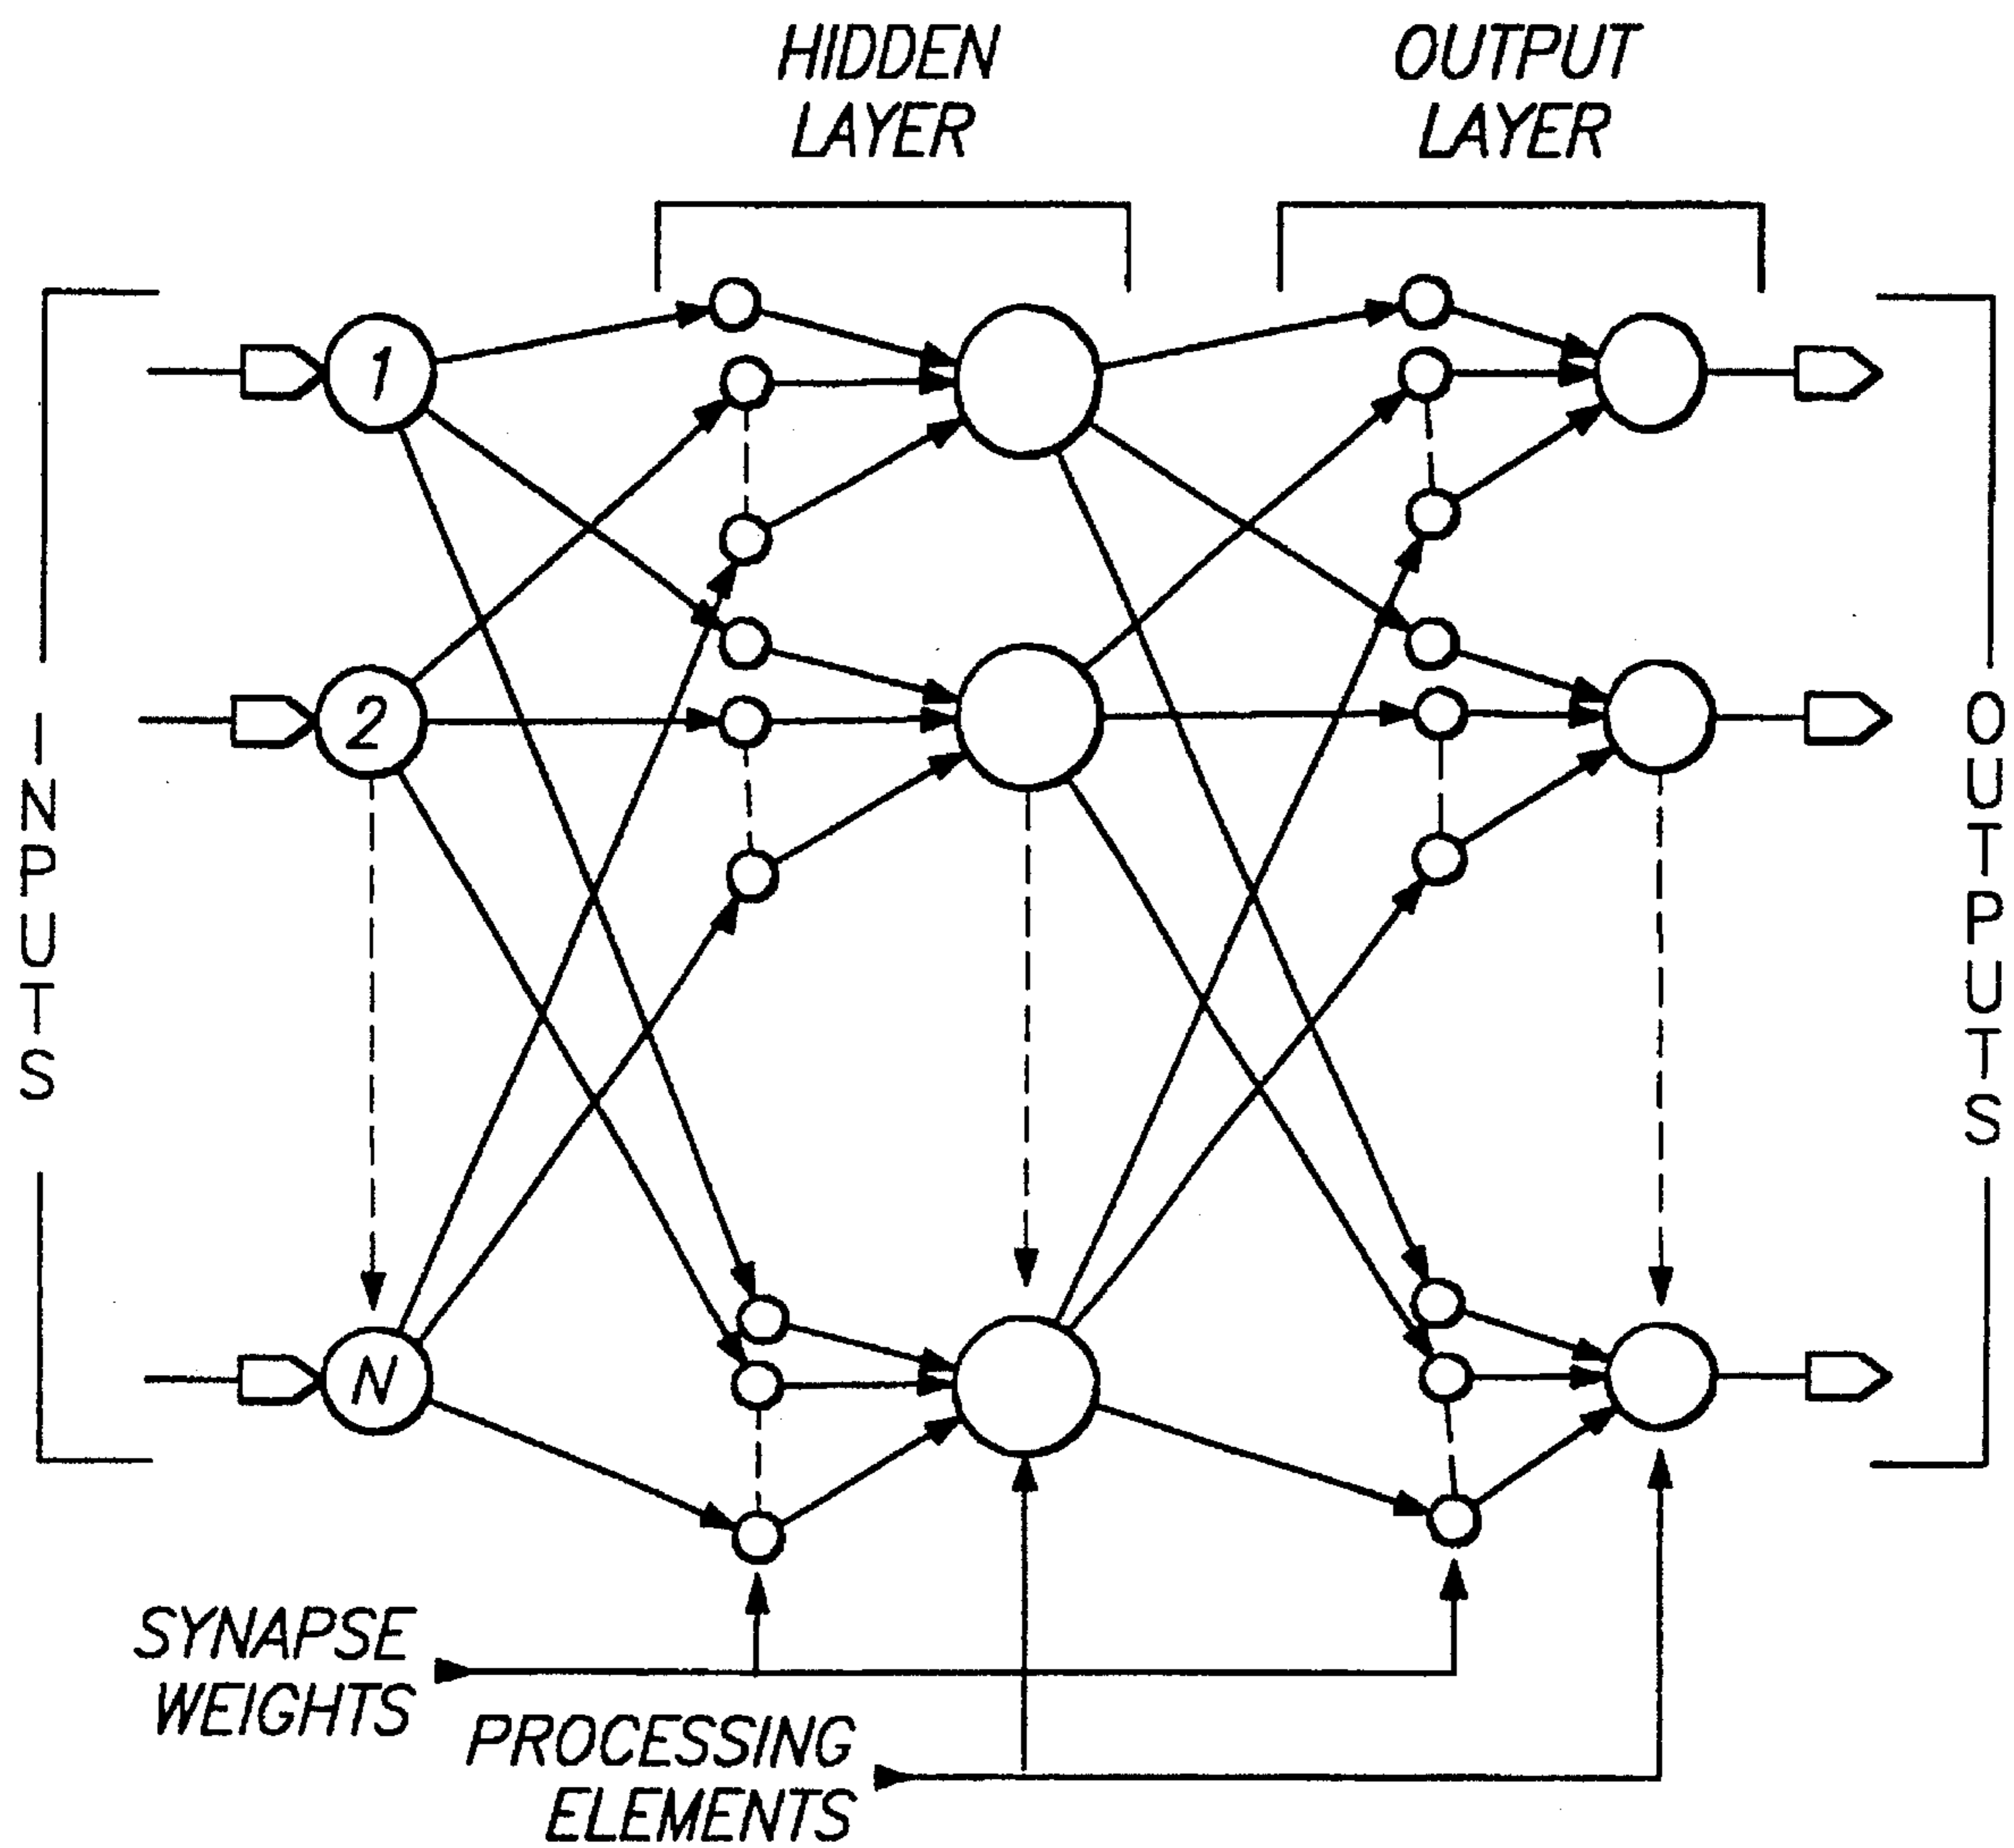 HIDDEN
LAYER
OUTPUT
LAYER
INPUTS
1
2
N
OUTPUTS
SYNAPSE
WEIGHTS
PROCESSING
ELEMENTS